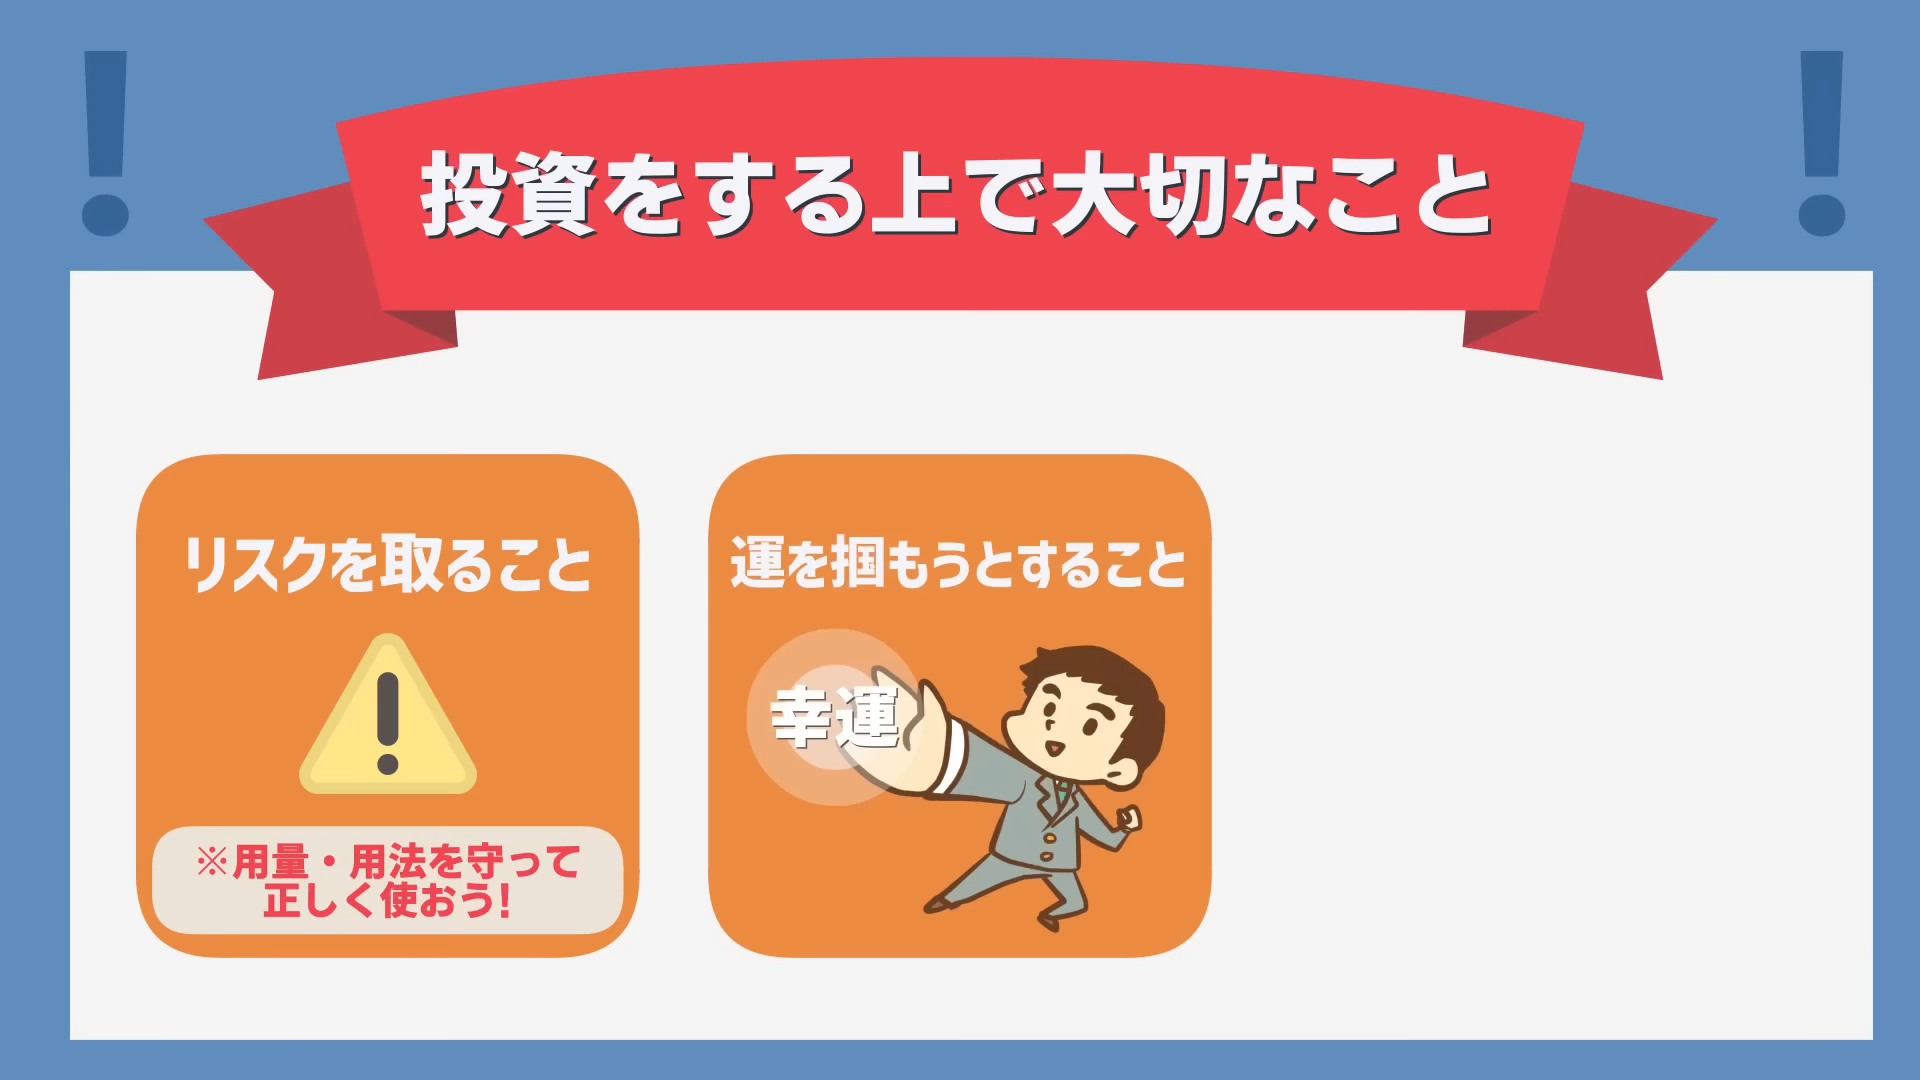 投資をする上で大切なこと
リスクを取ること
※用量・用法を守って
正しく使おう!
運を掴もうとすること
幸運